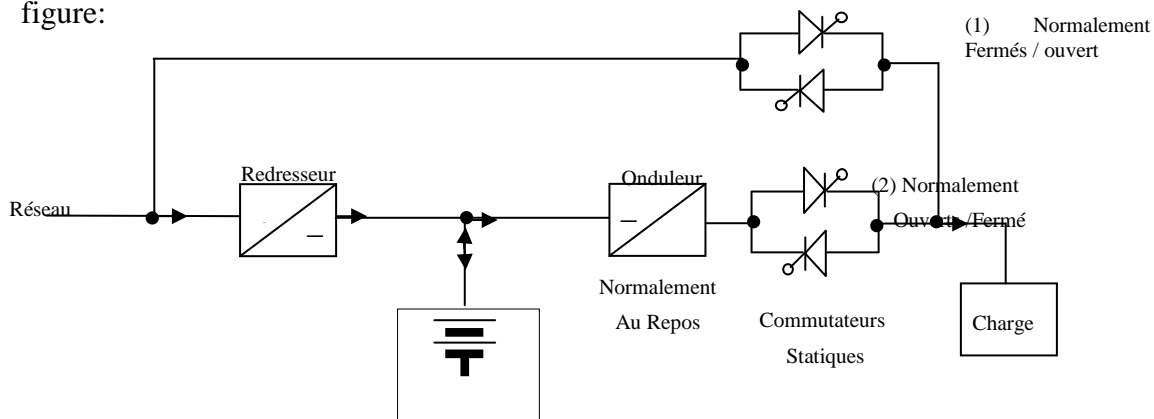 figure:
(1) Normalement
Fermés / ouvert
Redresseur
Onduleur
(2) Normalement
Réseau
Ouverts /Fermé
Normalement
Au Repos
Commutateurs
Statiques
Charge